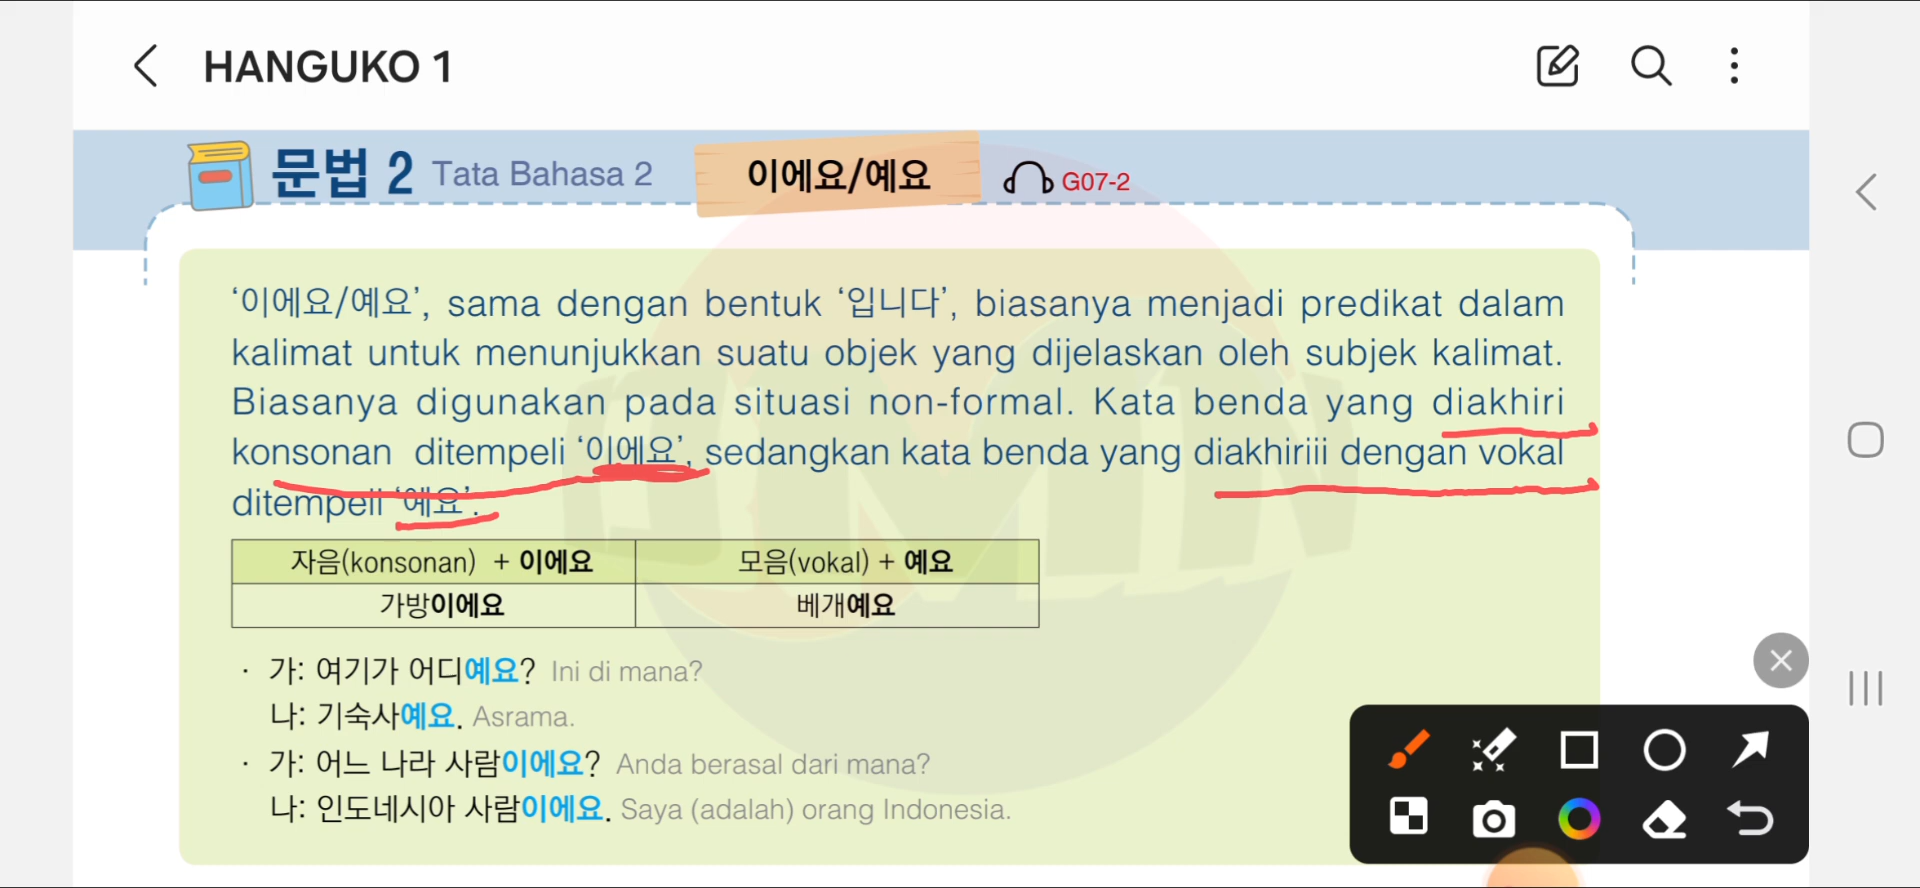 HANGUKO 1
문법 2 Tata Bahasa 2 이에요/예요 G07-2
‘이에요/예요’, sama dengan bentuk ‘입니다’, biasanya menjadi predikat dalam
kalimat untuk menunjukkan suatu objek yang dijelaskan oleh subjek kalimat.
Biasanya digunakan pada situasi non-formal. Kata benda yang diakhiri
konsonan ditempeli ‘이에요’, sedangkan kata benda yang diakhiriii dengan vokal
ditempeli ‘예요’.
자음(konsonan) + 이에요 모음(vokal) + 예요
가방이에요 베개예요
· 가: 여기가 어디예요? Ini di mana?
나: 기숙사예요. Asrama.
· 가: 어느 나라 사람이에요? Anda berasal dari mana?
나: 인도네시아 사람이에요. Saya (adalah) orang Indonesia.